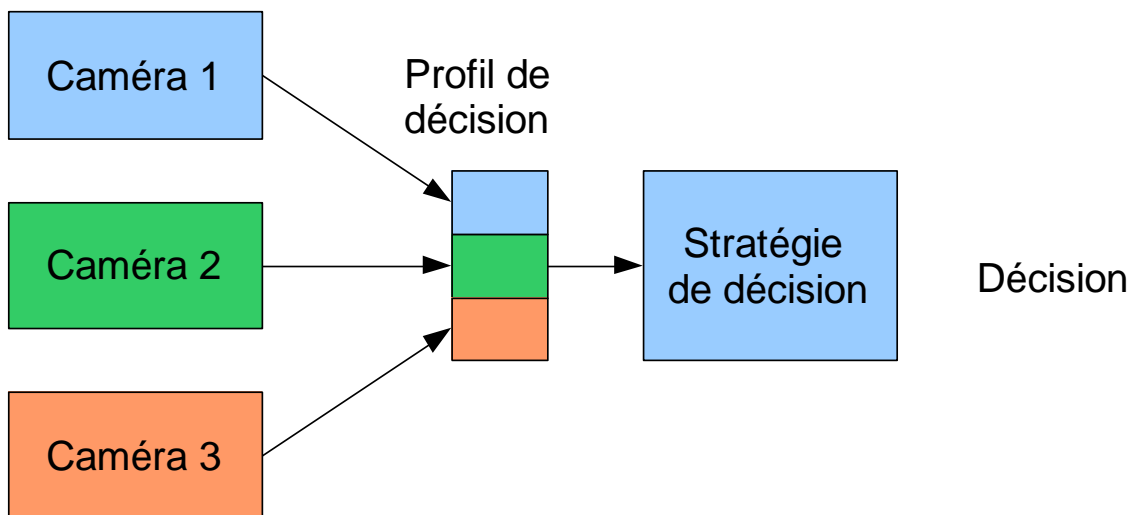 Caméra 1
Profil de
décision
Caméra 2
Stratégie
de décision
Décision
Caméra 3